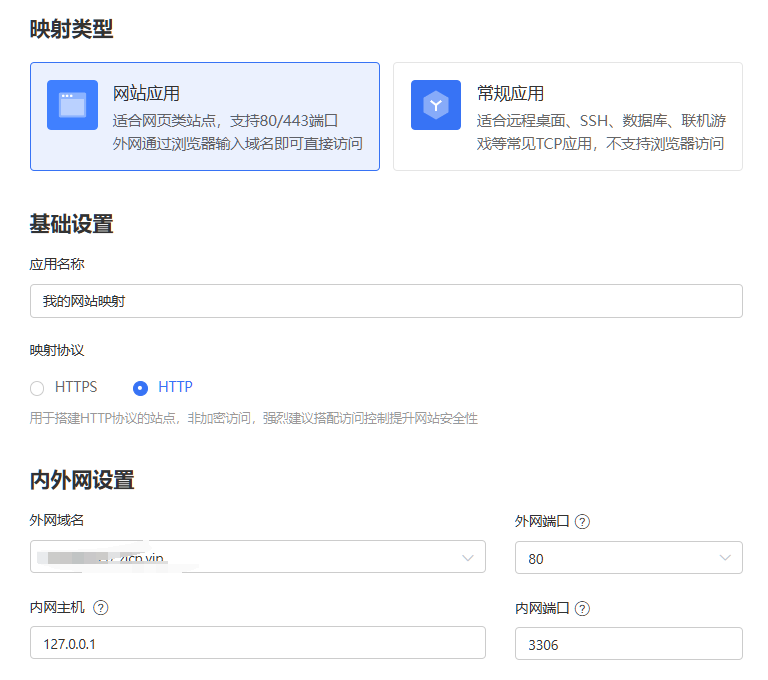 映射类型
网站应用
适合网页类站点，支持80/443端口
外网通过浏览器输入域名即可直接访问
常规应用
适合远程桌面、SSH、数据库、联机游
戏等常见TCP应用，不支持浏览器访问
基础设置
应用名称
我的网站映射
映射协议
HTTPS
HTTP
用于搭建HTTP协议的站点，非加密访问，强烈建议搭配访问控制提升网站安全性
内外网设置
外网域名
外网端口 ?
icp.vip
80
内网主机 ?
内网端口 ?
127.0.0.1
3306